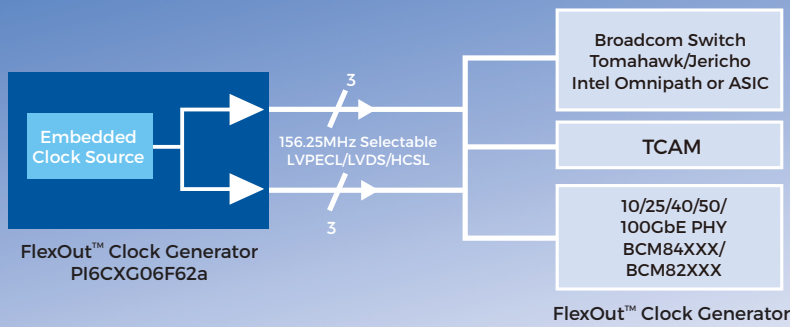 Embedded
Clock Source
FlexOut™ Clock Generator
PI6CXG06F62a
3
156.25MHz Selectable
LVPECL/LVDS/HCSL
3
Broadcom Switch
Tomahawk/Jericho
Intel Omnipath or ASIC
TCAM
10/25/40/50/
100GbE PHY
BCM84XXX/
BCM82XXX
FlexOut™ Clock Generator